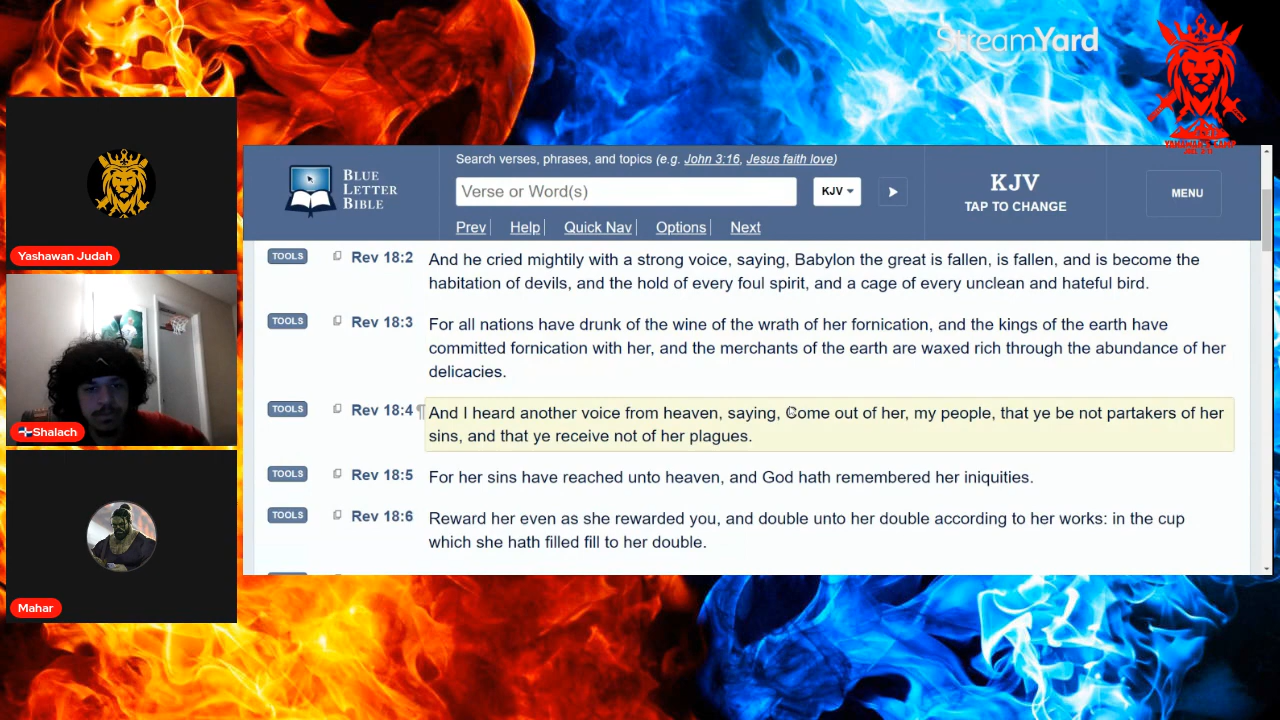 StreamYard
YAHAWAH'S CAMP
Yashawan Judah
Shalach
Mahar
BLUE
LETTER
BIBLE
Search verses, phrases, and topics (e.g. John 3:16, Jesus faith love)
Verse or Word(s)
KJV
KJV
TAP TO CHANGE
MENU
Prev
Help
Quick Nav
Options
Next
TOOLS Rev 18:2 And he cried mightily with a strong voice, saying, Babylon the great is fallen, is fallen, and is become the
habitation of devils, and the hold of every foul spirit, and a cage of every unclean and hateful bird.
TOOLS Rev 18:3 For all nations have drunk of the wine of the wrath of her fornication, and the kings of the earth have
committed fornication with her, and the merchants of the earth are waxed rich through the abundance of her
delicacies.
TOOLS Rev 18:4 ¶ And I heard another voice from heaven, saying, Come out of her, my people, that ye be not partakers of her
sins, and that ye receive not of her plagues.
TOOLS Rev 18:5 For her sins have reached unto heaven, and God hath remembered her iniquities.
TOOLS Rev 18:6 Reward her even as she rewarded you, and double unto her double according to her works: in the cup
which she hath filled fill to her double.